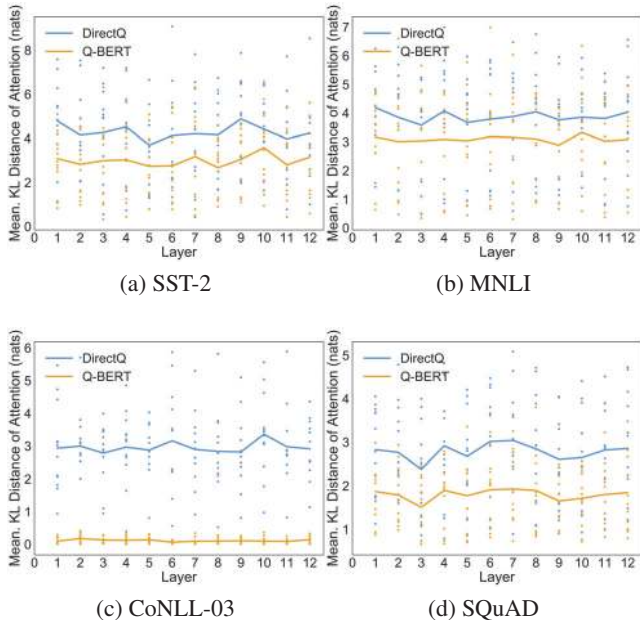 Mean. KL Distance of Attention (nats)
8
6
4
2
0
DirectQ
Q-BERT
0 1 2 3 4 5 6 7 8 9 10 11 12
Layer
(a) SST-2
Mean. KL Distance of Attention (nats)
7
6
5
4
3
2
1
0
DirectQ
Q-BERT
0 1 2 3 4 5 6 7 8 9 10 11 12
Layer
(b) MNLI
Mean. KL Distance of Attention (nats)
6
5
4
3
2
1
0
DirectQ
Q-BERT
0 1 2 3 4 5 6 7 8 9 10 11 12
Layer
(c) CoNLL-03
Mean. KL Distance of Attention (nats)
5
4
3
2
1
DirectQ
Q-BERT
0 1 2 3 4 5 6 7 8 9 10 11 12
Layer
(d) SQuAD